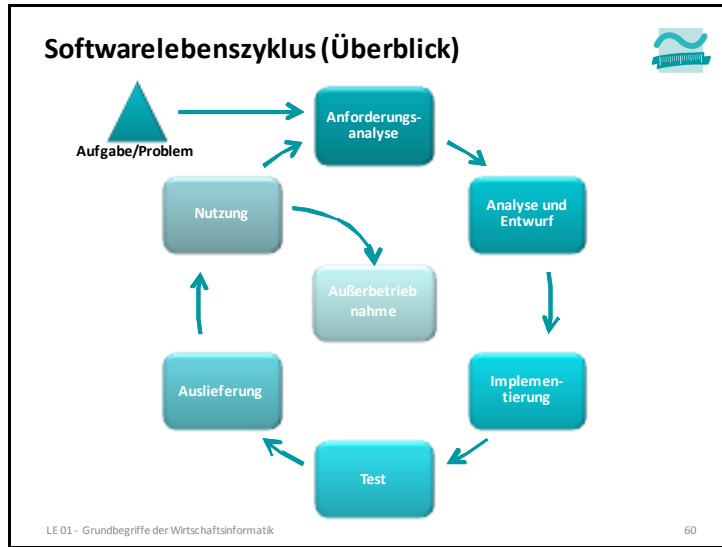 Softwarelebenszyklus (Überblick)
Aufgabe/Problem
Anforderungs-
analyse
Analyse und
Entwurf
Implemen-
tierung
Test
Auslieferung
Nutzung
Außerbetrieb
nahme
LE 01 - Grundbegriffe der Wirtschaftsinformatik
60